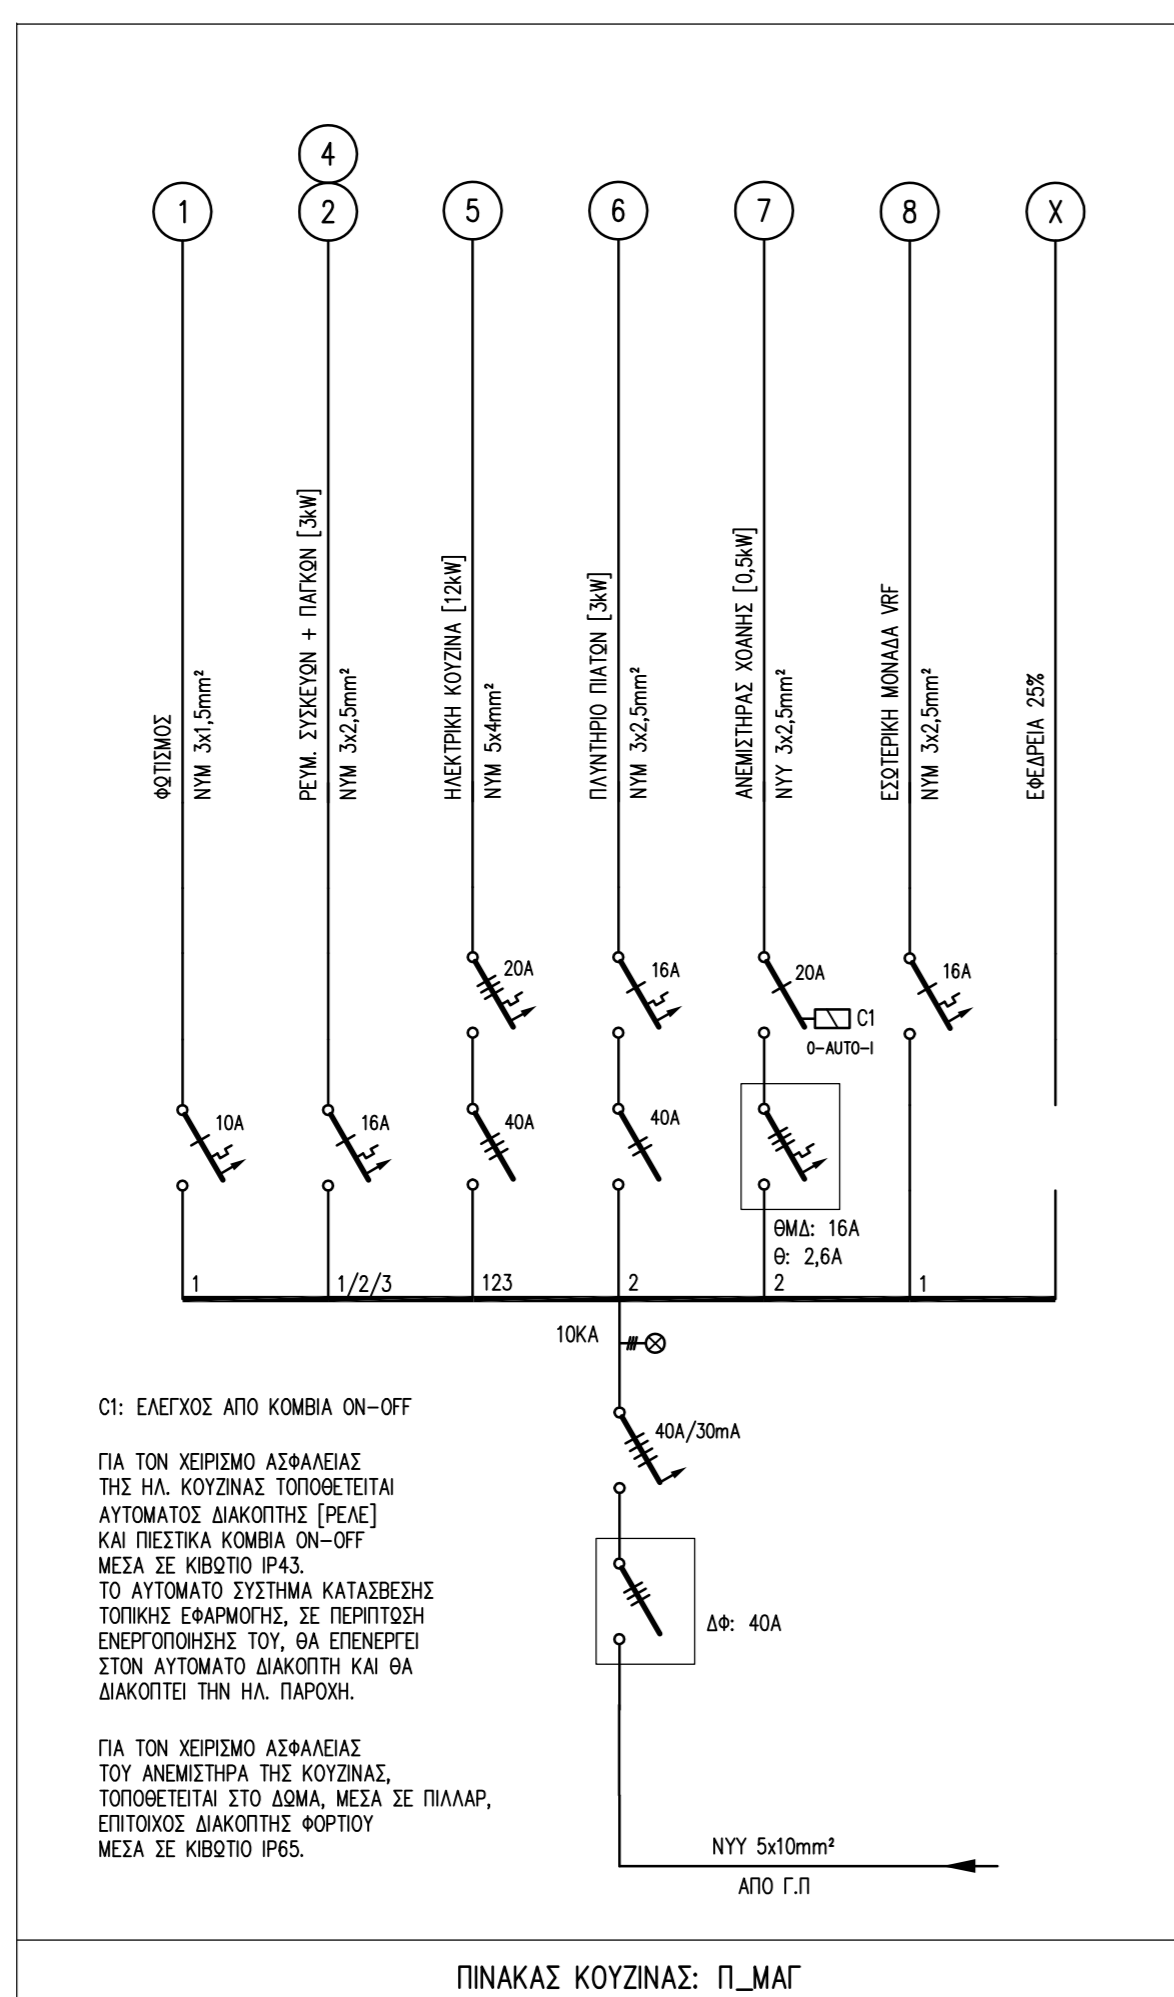 4
1
2
5
6
7
8
X
ΦΩΤΙΣΜΟΣ
NYM 3x1,5mm²
ΡΕΥΜ. ΣΥΣΚΕΥΩΝ + ΠΑΓΚΩΝ [3kW]
NYM 3x2,5mm²
ΗΛΕΚΤΡΙΚΗ ΚΟΥΖΙΝΑ [12kW]
NYM 5x4mm²
ΠΛΥΝΤΗΡΙΟ ΠΙΑΤΩΝ [3kW]
NYM 3x2,5mm²
ΑΝΕΜΙΣΤΗΡΑΣ ΧΟΑΝΗΣ [0,5kW]
NYY 3x2,5mm²
ΕΣΩΤΕΡΙΚΗ ΜΟΝΑΔΑ VRF
NYM 3x2,5mm²
ΕΦΕΔΡΕΙΑ 25%
20A
16A
20A
16A
C1
0-AUTO-I
10A
16A
40A
40A
ΘΜΔ: 16A
Θ: 2,6A
1
1/2/3
123
2
2
1
10KA
C1: ΕΛΕΓΧΟΣ ΑΠΟ ΚΟΜΒΙΑ ON-OFF
40A/30mA
ΓΙΑ ΤΟΝ ΧΕΙΡΙΣΜΟ ΑΣΦΑΛΕΙΑΣ
ΤΗΣ ΗΛ. ΚΟΥΖΙΝΑΣ ΤΟΠΟΘΕΤΕΙΤΑΙ
ΑΥΤΟΜΑΤΟΣ ΔΙΑΚΟΠΤΗΣ [ΡΕΛΕ]
ΚΑΙ ΠΙΕΣΤΙΚΑ ΚΟΜΒΙΑ ON-OFF
ΜΕΣΑ ΣΕ ΚΙΒΩΤΙΟ IP43.
ΤΟ ΑΥΤΟΜΑΤΟ ΣΥΣΤΗΜΑ ΚΑΤΑΣΒΕΣΗΣ
ΤΟΠΙΚΗΣ ΕΦΑΡΜΟΓΗΣ, ΣΕ ΠΕΡΙΠΤΩΣΗ
ΕΝΕΡΓΟΠΟΙΗΣΗΣ ΤΟΥ, ΘΑ ΕΠΕΝΕΡΓΕΙ
ΣΤΟΝ ΑΥΤΟΜΑΤΟ ΔΙΑΚΟΠΤΗ ΚΑΙ ΘΑ
ΔΙΑΚΟΠΤΕΙ ΤΗΝ ΗΛ. ΠΑΡΟΧΗ.
ΔΦ: 40A
ΓΙΑ ΤΟΝ ΧΕΙΡΙΣΜΟ ΑΣΦΑΛΕΙΑΣ
ΤΟΥ ΑΝΕΜΙΣΤΗΡΑ ΤΗΣ ΚΟΥΖΙΝΑΣ,
ΤΟΠΟΘΕΤΕΙΤΑΙ ΣΤΟ ΔΩΜΑ, ΜΕΣΑ ΣΕ ΠΙΛΛΑΡ,
ΕΠΙΤΟΙΧΟΣ ΔΙΑΚΟΠΤΗΣ ΦΟΡΤΙΟΥ
ΜΕΣΑ ΣΕ ΚΙΒΩΤΙΟ IP65.
NYY 5x10mm²
ΑΠΟ Γ.Π
ΠΙΝΑΚΑΣ ΚΟΥΖΙΝΑΣ: Π_ΜΑΓ